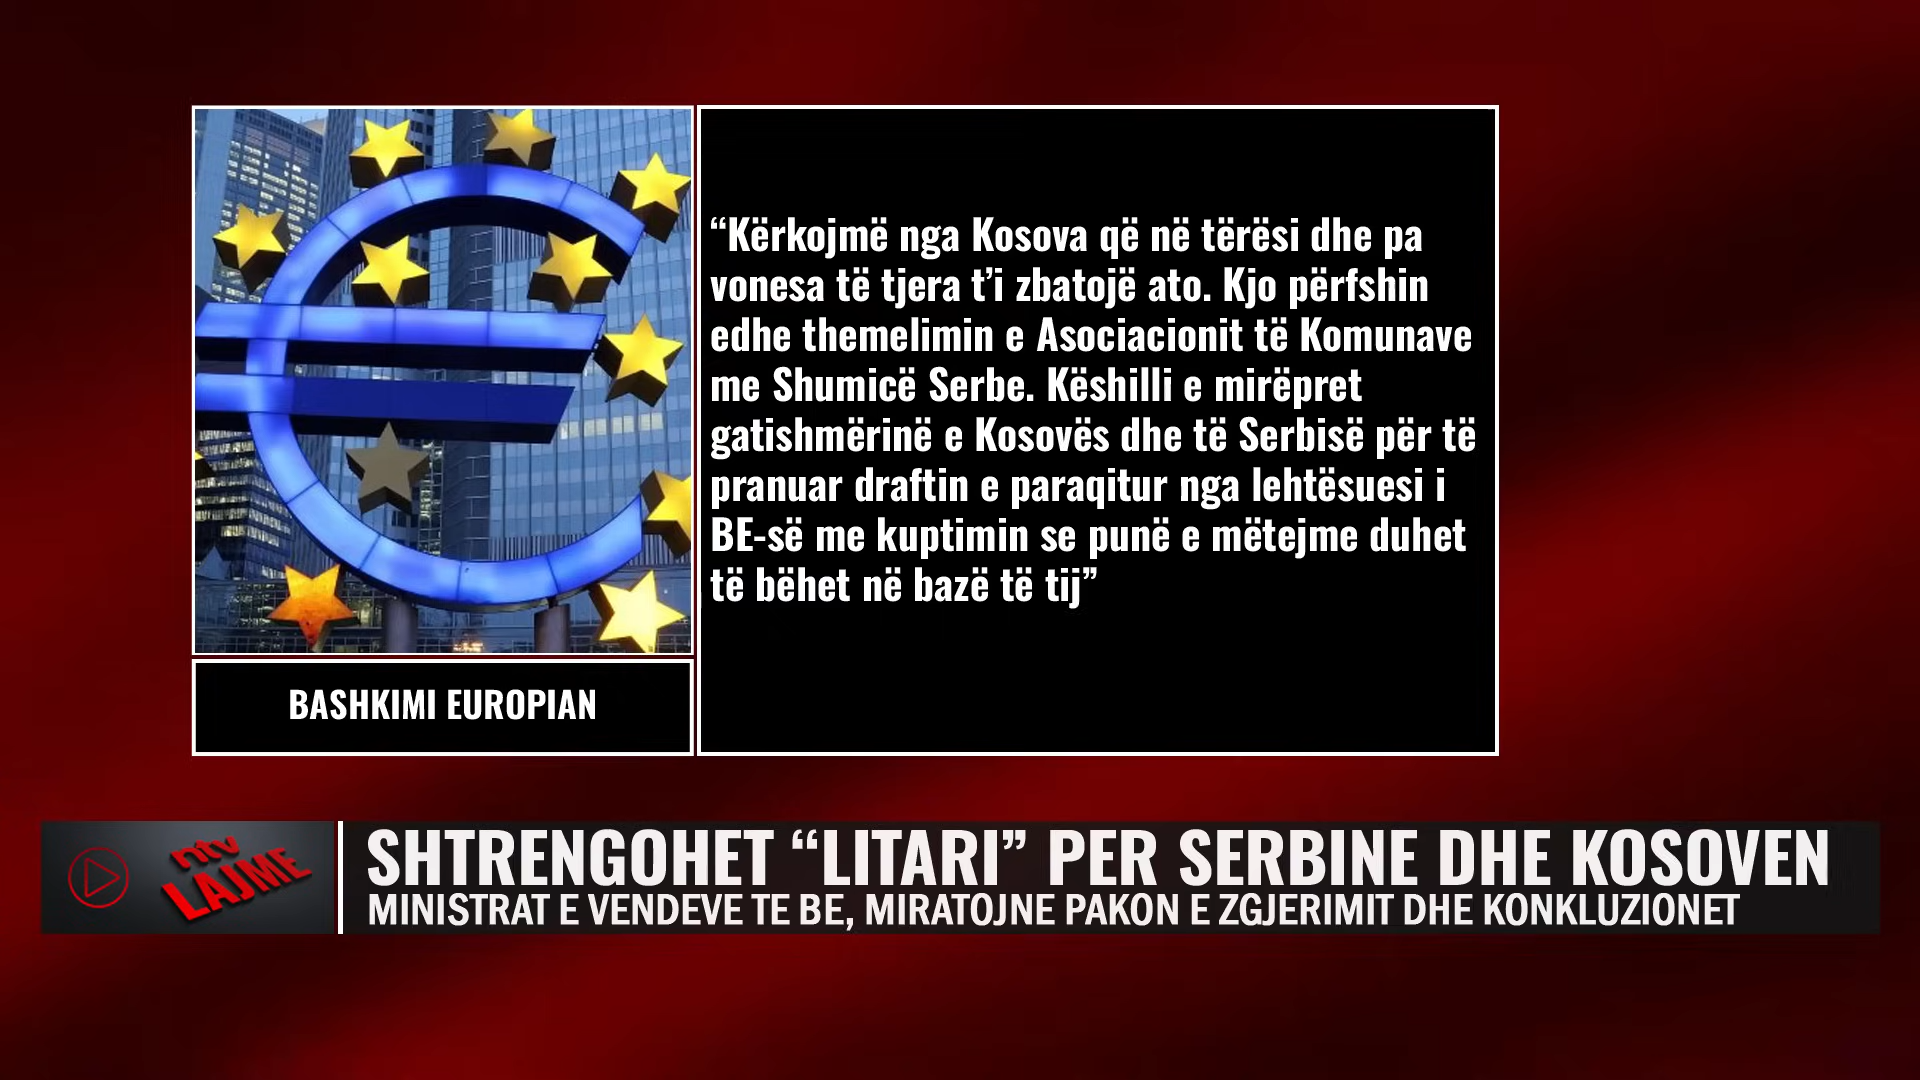 “Kërkojmë nga Kosova që në tërësi dhe pa
vonesa të tjera t’i zbatojë ato. Kjo përfshin
edhe themelimin e Asociacionit të Komunave
me Shumicë Serbe. Këshilli e mirëpret
gatishmërinë e Kosovës dhe të Serbisë për të
pranuar draftin e paraqitur nga lehtësuesi i
BE-së me kuptimin se punë e mëtejme duhet
të bëhet në bazë të tij”
BASHKIMI EUROPIAN
ntv
LAJME
SHTRENGOHET “LITARI” PER SERBINE DHE KOSOVEN
MINISTRAT E VENDEVE TE BE, MIRATOJNE PAKON E ZGJERIMIT DHE KONKLUZIONET